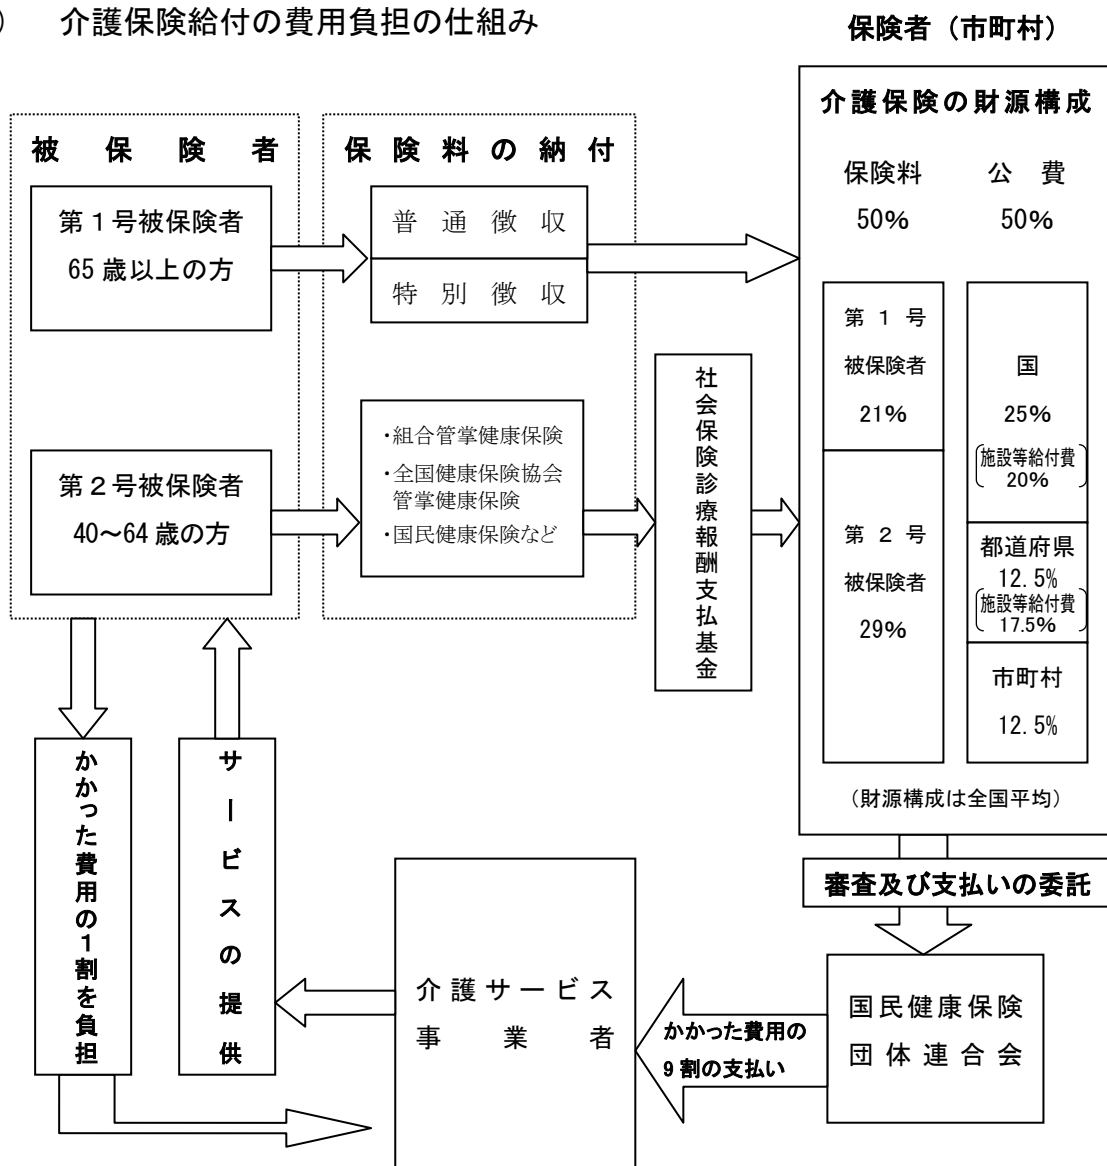 ) 介護保険給付の費用負担の仕組み
保険者（市町村）
被保険者
第１号被保険者
65歳以上の方
第２号被保険者
40～64歳の方
保険料の納付
普通徴収
特別徴収
・組合管掌健康保険
・全国健康保険協会
管掌健康保険
・国民健康保険など
社会保険診療報酬支払基金
介護保険の財源構成
保険料
50%
公費
50%
第1号
被保険者
21%
第2号
被保険者
29%
国
25%
施設等給付費
20%
都道府県
12.5%
施設等給付費
17.5%
市町村
12.5%
（財源構成は全国平均）
審査及び支払いの委託
国民健康保険
団体連合会
かかった費用の
9割の支払い
介護サービス
事業者
サービスの提供
かかった費用の1割を負担